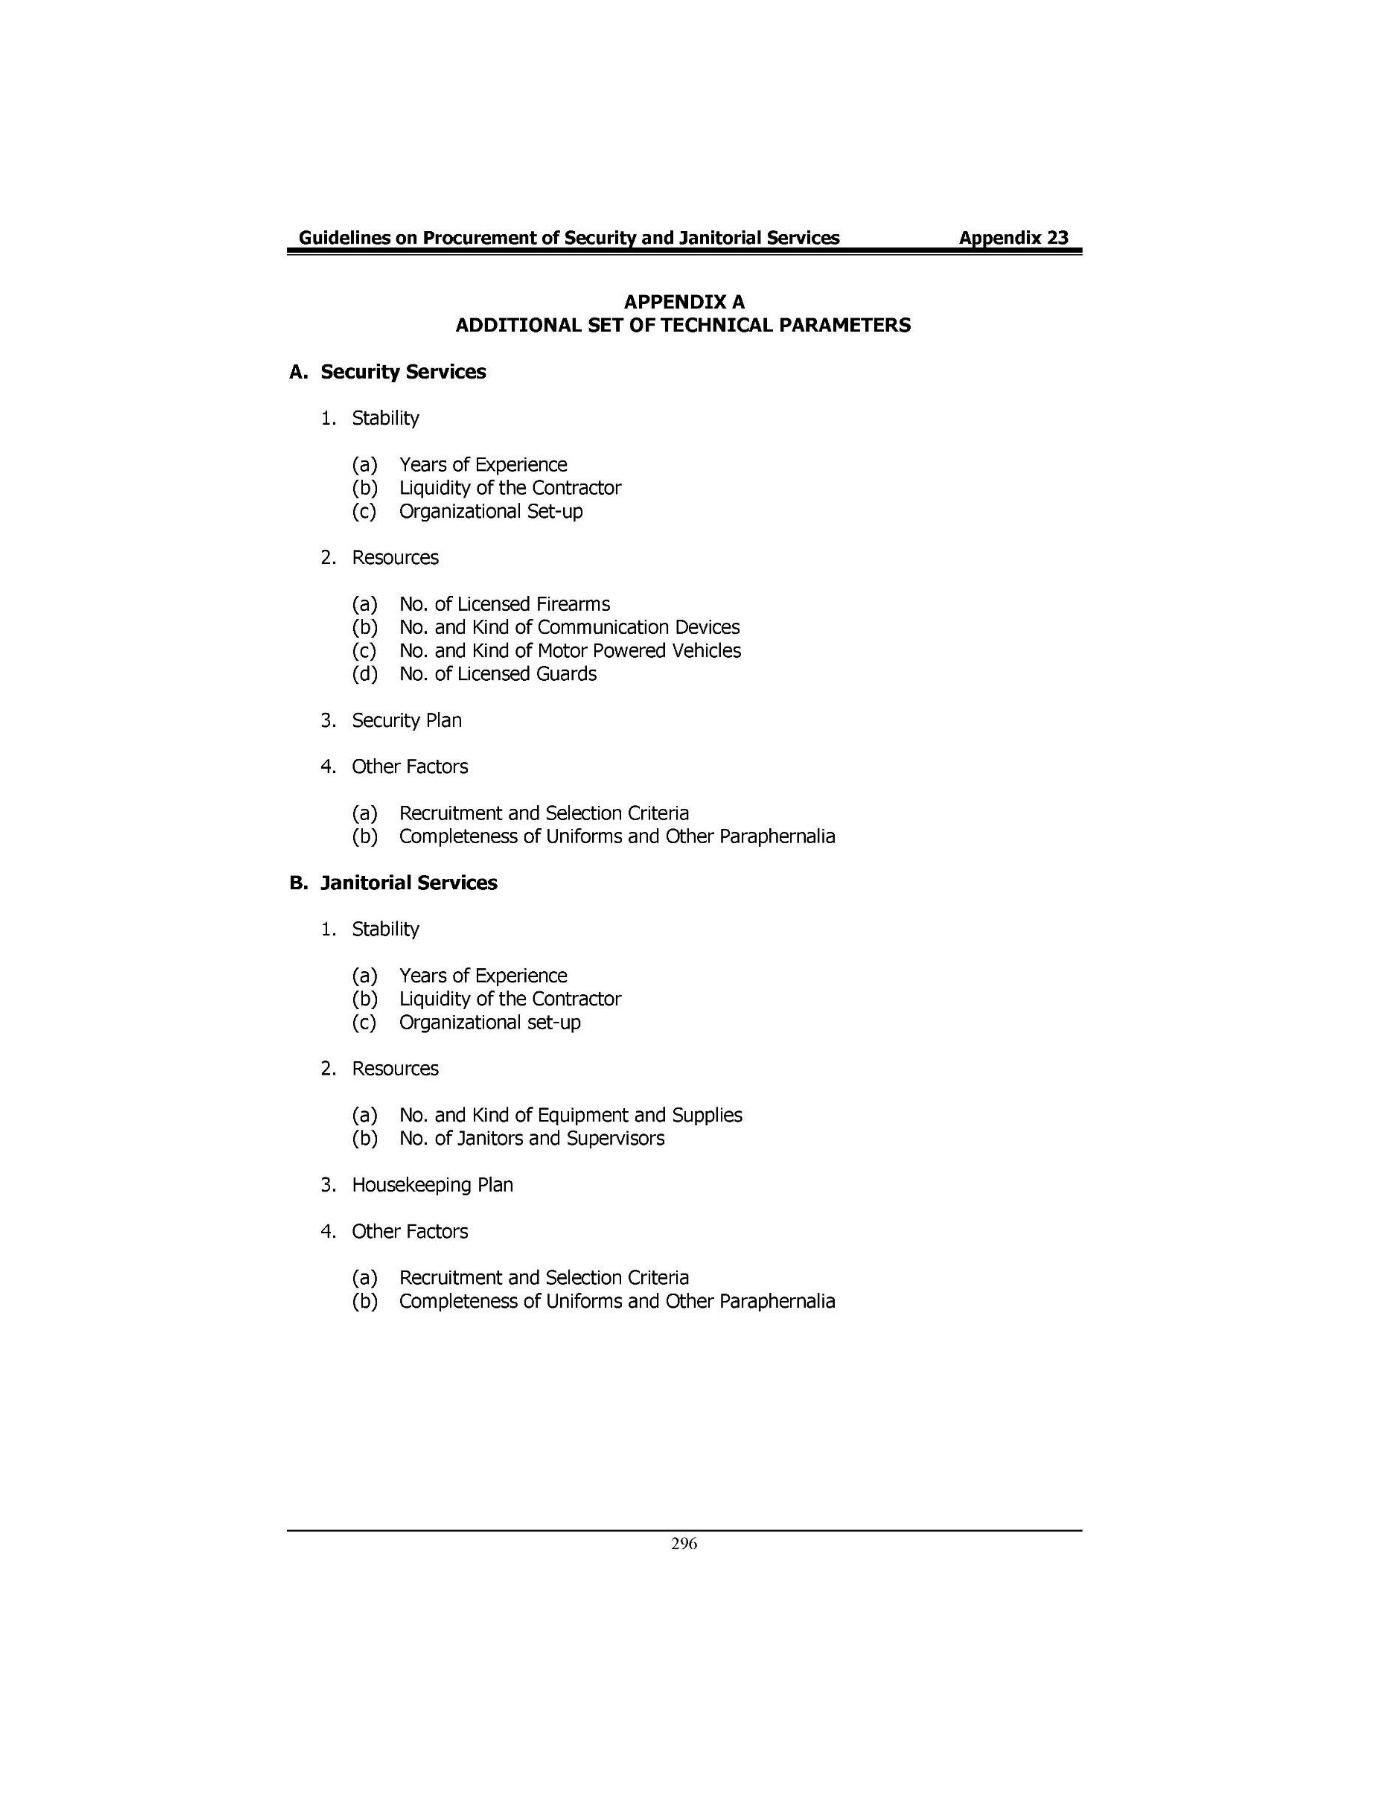 Guidelines on Procurement of Security and Janitorial Services Appendix 23
APPENDIX A
ADDITIONAL SET OF TECHNICAL PARAMETERS
A. Security Services
1. Stability
(a) Years of Experience
(b) Liquidity of the Contractor
(c) Organizational Set-up
2. Resources
(a) No. of Licensed Firearms
(b) No. and Kind of Communication Devices
(c) No. and Kind of Motor Powered Vehicles
(d) No. of Licensed Guards
3. Security Plan
4. Other Factors
(a) Recruitment and Selection Criteria
(b) Completeness of Uniforms and Other Paraphernalia
B. Janitorial Services
1. Stability
(a) Years of Experience
(b) Liquidity of the Contractor
(c) Organizational set-up
2. Resources
(a) No. and Kind of Equipment and Supplies
(b) No. of Janitors and Supervisors
3. Housekeeping Plan
4. Other Factors
(a) Recruitment and Selection Criteria
(b) Completeness of Uniforms and Other Paraphernalia
296